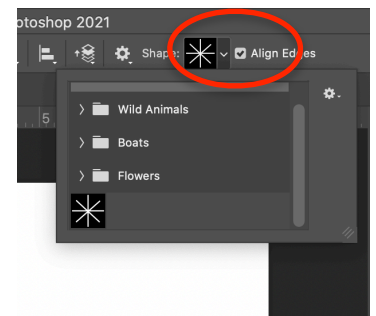 otoshop 2021
Shape: Align Edges
5
Wild Animals
Boats
Flowers